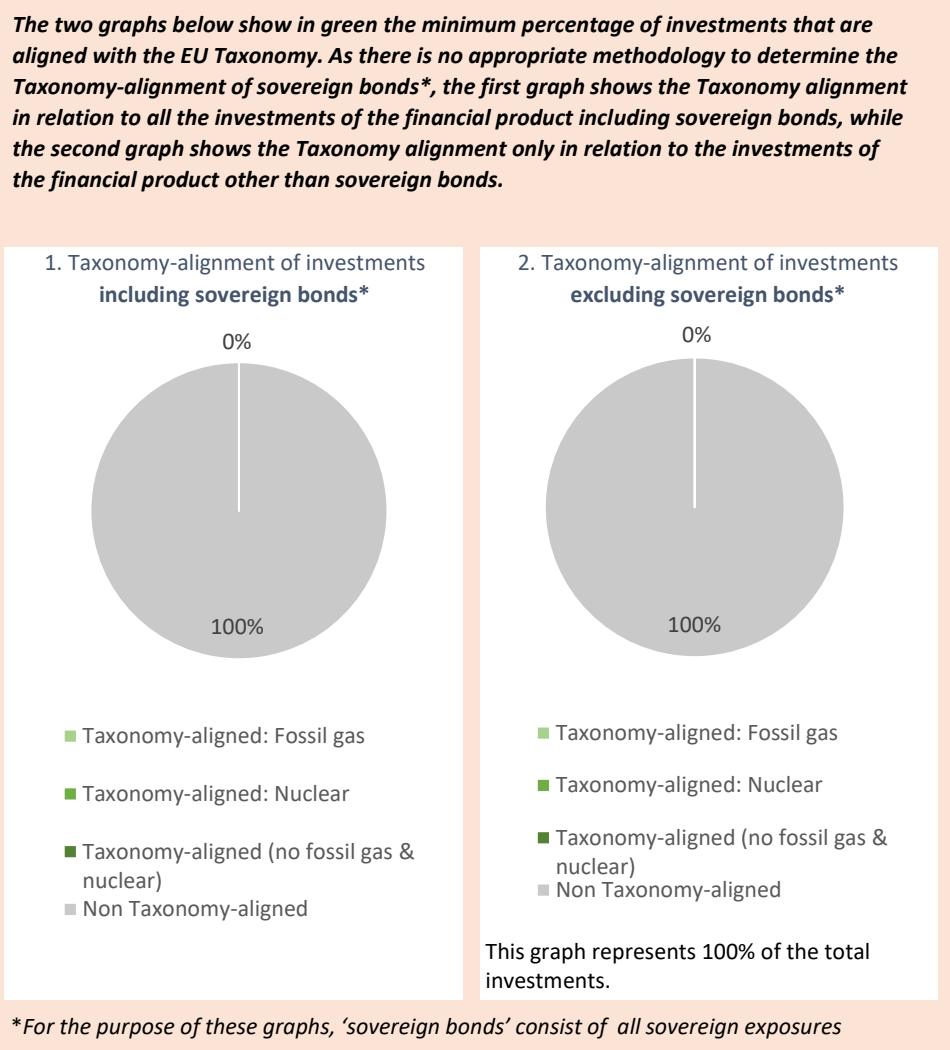 The two graphs below show in green the minimum percentage of investments that are
aligned with the EU Taxonomy. As there is no appropriate methodology to determine the
Taxonomy-alignment of sovereign bonds*, the first graph shows the Taxonomy alignment
in relation to all the investments of the financial product including sovereign bonds, while
the second graph shows the Taxonomy alignment only in relation to the investments of
the financial product other than sovereign bonds.
1. Taxonomy-alignment of investments
including sovereign bonds*
0%
100%
Taxonomy-aligned: Fossil gas
Taxonomy-aligned: Nuclear
Taxonomy-aligned (no fossil gas &
nuclear)
Non Taxonomy-aligned
2. Taxonomy-alignment of investments
excluding sovereign bonds*
0%
100%
Taxonomy-aligned: Fossil gas
Taxonomy-aligned: Nuclear
Taxonomy-aligned (no fossil gas &
nuclear)
Non Taxonomy-aligned
This graph represents 100% of the total
investments.
*For the purpose of these graphs, ‘sovereign bonds’ consist of all sovereign exposures